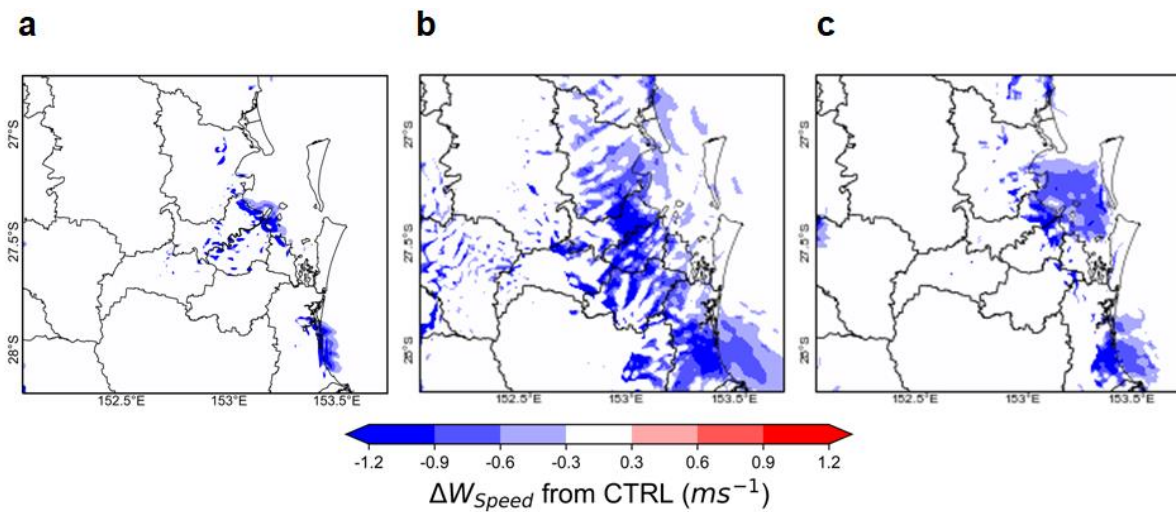 a b c
27°S 27°S 27°S
27.5°S 27.5°S 27.5°S
28°S 28°S 28°S
152.5°E 153°E 153.5°E 152.5°E 153°E 153.5°E 152.5°E 153°E 153.5°E
-1.2 -0.9 -0.6 -0.3 0.3 0.6 0.9 1.2
ΔW_Speed from CTRL (ms⁻¹)